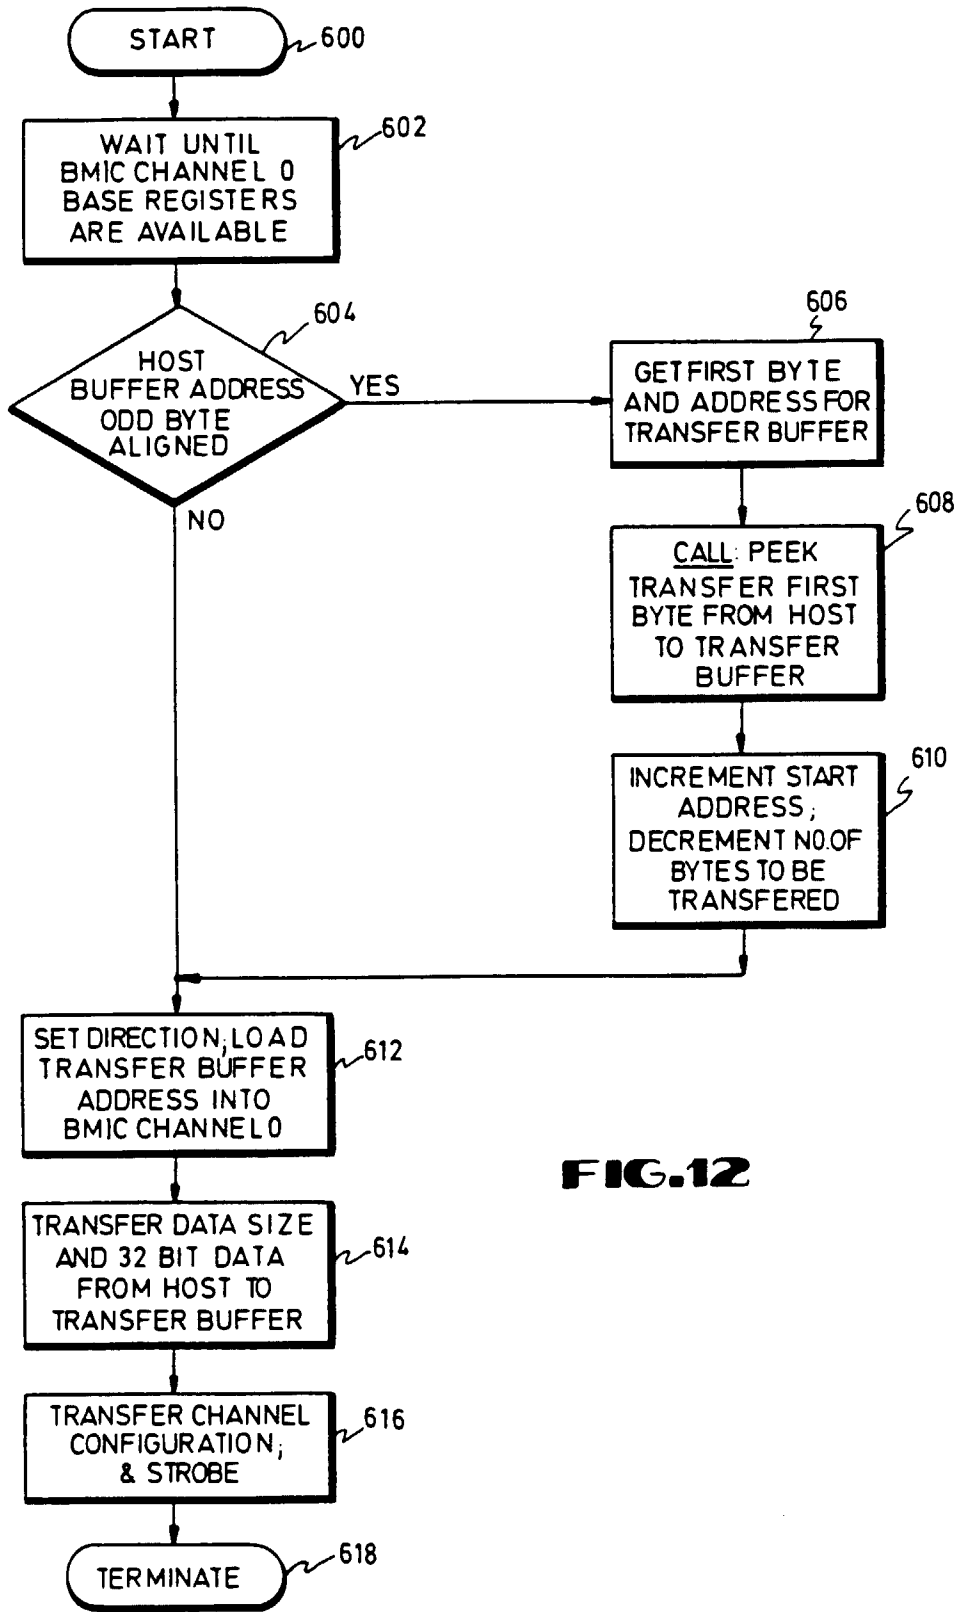 START
600
WAIT UNTIL
BMIC CHANNEL 0
BASE REGISTERS
ARE AVAILABLE
602
HOST
BUFFER ADDRESS
ODD BYTE
ALIGNED
604
YES
NO
606
GET FIRST BYTE
AND ADDRESS FOR
TRANSFER BUFFER
608
CALL: PEEK
TRANSFER FIRST
BYTE FROM HOST
TO TRANSFER
BUFFER
610
INCREMENT START
ADDRESS;
DECREMENT NO. OF
BYTES TO BE
TRANSFERED
SET DIRECTION; LOAD
TRANSFER BUFFER
ADDRESS INTO
BMIC CHANNEL 0
612
FIG.12
TRANSFER DATA SIZE
AND 32 BIT DATA
FROM HOST TO
TRANSFER BUFFER
614
TRANSFER CHANNEL
CONFIGURATION;
& STROBE
616
TERMINATE
618